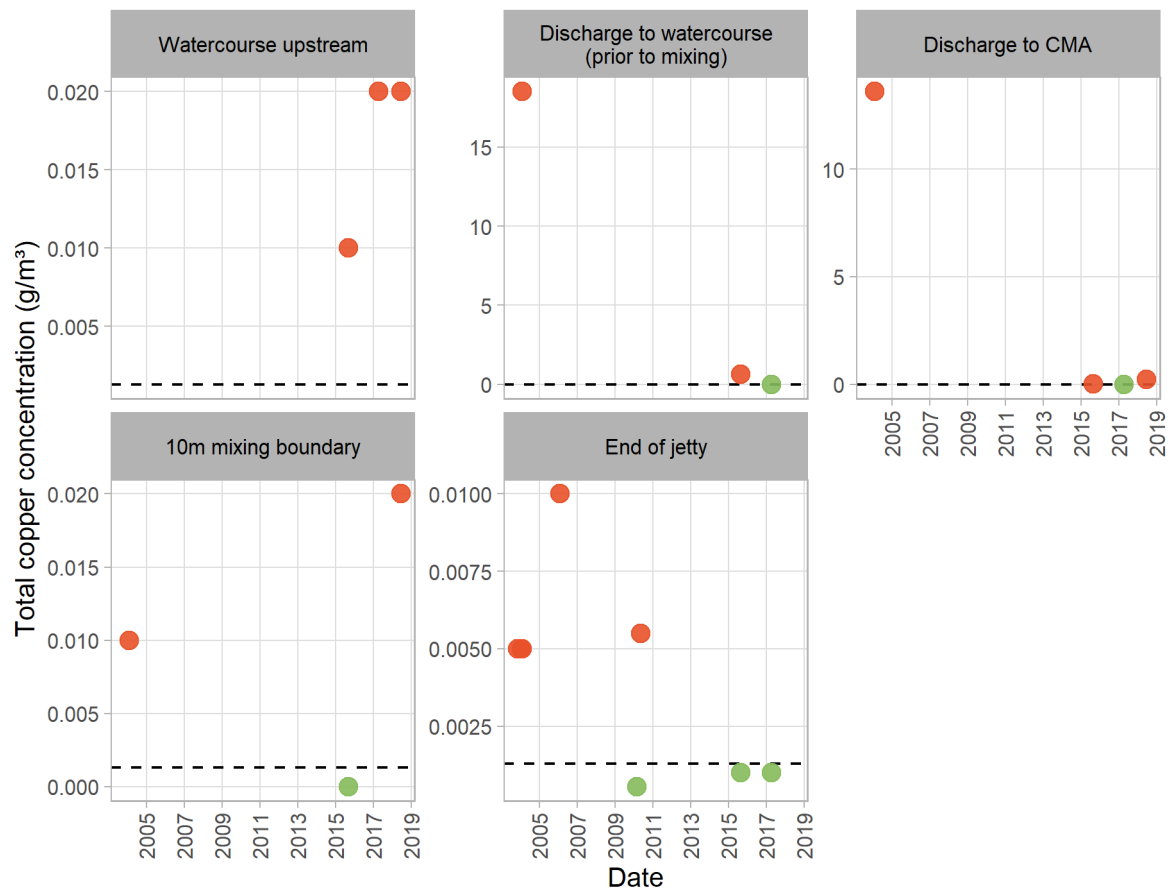 Watercourse upstream
Discharge to watercourse
(prior to mixing)
Discharge to CMA
0.020
0.015
0.010
0.005
15
10
5
0
10
5
0
2005 2007 2009 2011 2013 2015 2017 2019
10m mixing boundary
End of jetty
0.020
0.015
0.010
0.005
0.000
0.0100
0.0075
0.0050
0.0025
2005 2007 2009 2011 2013 2015 2017 2019
2005 2007 2009 2011 2013 2015 2017 2019
Total copper concentration (g/m³)
Date